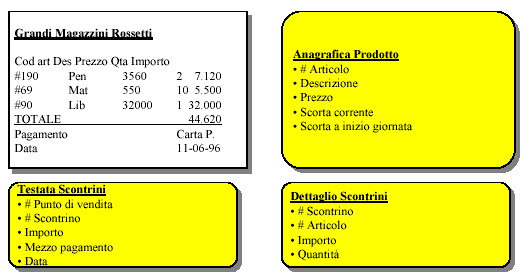 Grandi Magazzini Rossetti
Cod art Des Prezzo Qta Importo
#190 Pen 3560 2 7.120
#69 Mat 550 10 5.500
#90 Lib 32000 1 32.000
TOTALE 44.620
Pagamento Carta P.
Data 11-06-96
Anagrafica Prodotto
• # Articolo
• Descrizione
• Prezzo
• Scorta corrente
• Scorta a inizio giornata
Testata Scontrini
• # Punto di vendita
• # Scontrino
• Importo
• Mezzo pagamento
• Data
Dettaglio Scontrini
• # Scontrino
• # Articolo
• Importo
• Quantità